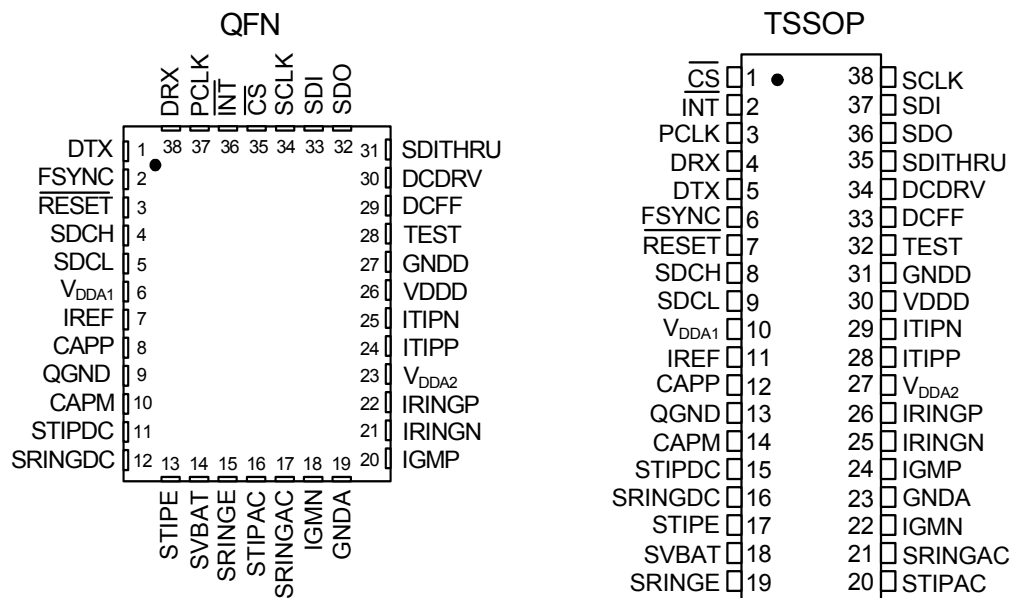 QFN
DRX
PCLK
INT
CS
SCLK
SDI
SDO
38 37 36 35 34 33 32
DTX 1
FSYNC 2
RESET 3
SDCH 4
SDCL 5
VDDA1 6
IREF 7
CAPP 8
QGND 9
CAPM 10
STIPDC 11
SRINGDC 12
31 SDITHRU
30 DCDRV
29 DCFF
28 TEST
27 GNDD
26 VDDD
25 ITIPN
24 ITIPP
23 VDDA2
22 IRINGP
21 IRINGN
20 IGMP
13 14 15 16 17 18 19
STIPE
SVBAT
SRINGE
STIPAC
SRINGAC
IGMN
GNDA
TSSOP
CS 1
INT 2
PCLK 3
DRX 4
DTX 5
FSYNC 6
RESET 7
SDCH 8
SDCL 9
VDDA1 10
IREF 11
CAPP 12
QGND 13
CAPM 14
STIPDC 15
SRINGDC 16
STIPE 17
SVBAT 18
SRINGE 19
38 SCLK
37 SDI
36 SDO
35 SDITHRU
34 DCDRV
33 DCFF
32 TEST
31 GNDD
30 VDDD
29 ITIPN
28 ITIPP
27 VDDA2
26 IRINGP
25 IRINGN
24 IGMP
23 GNDA
22 IGMN
21 SRINGAC
20 STIPAC